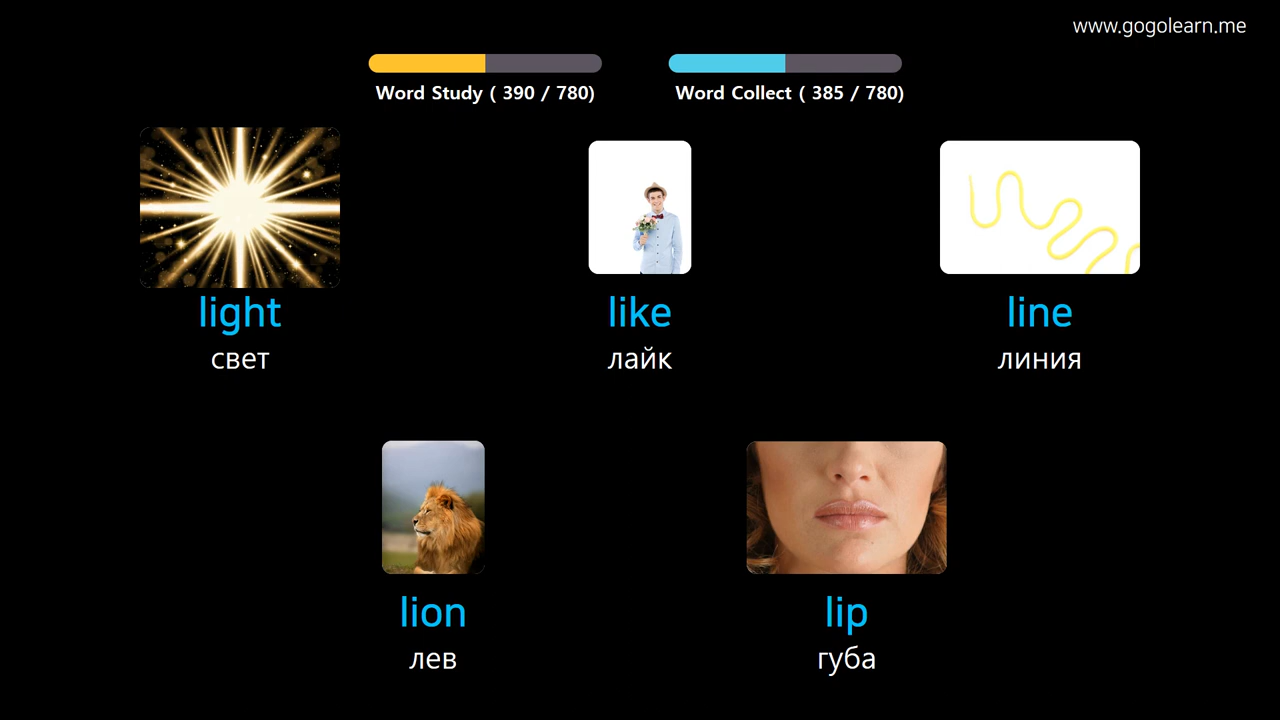 www.gogolearn.me
Word Study ( 390 / 780)
Word Collect ( 385 / 780)
light
свет
like
лайк
line
линия
lion
лев
lip
губа